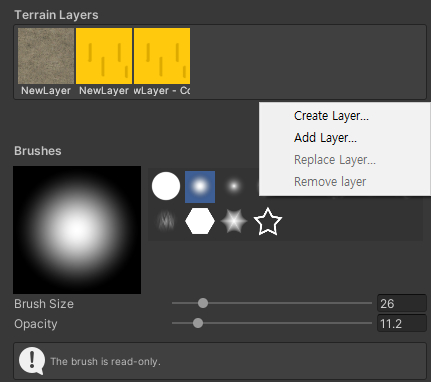 Terrain Layers
NewLayer NewLayer wLayer - Co
Create Layer...
Add Layer...
Replace Layer...
Remove layer
Brushes
Brush Size 26
Opacity 11.2
The brush is read-only.